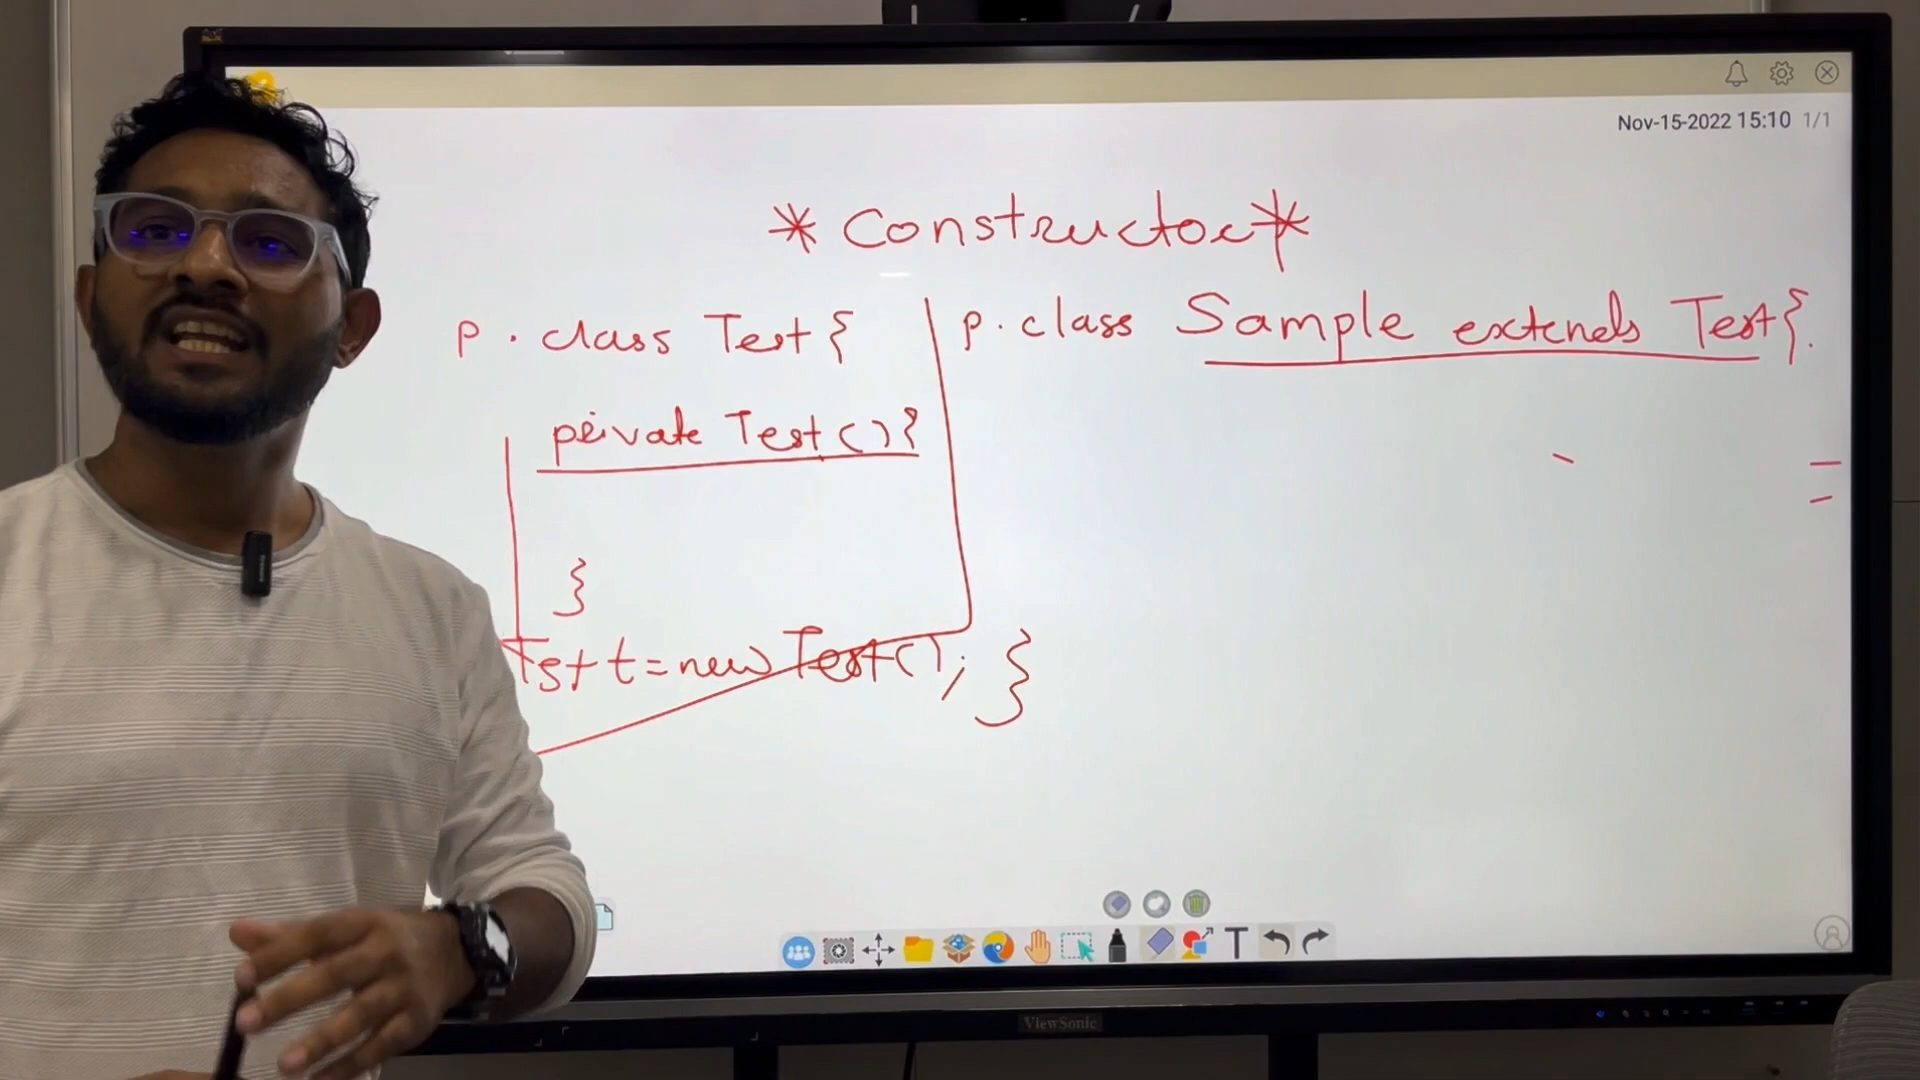 Nov-15-2022 15:10 1/1
* Constructor *
p. class Test {
private Test () {
}
Test t = new Test();
}
p. class Sample extends Test {
ViewSonic